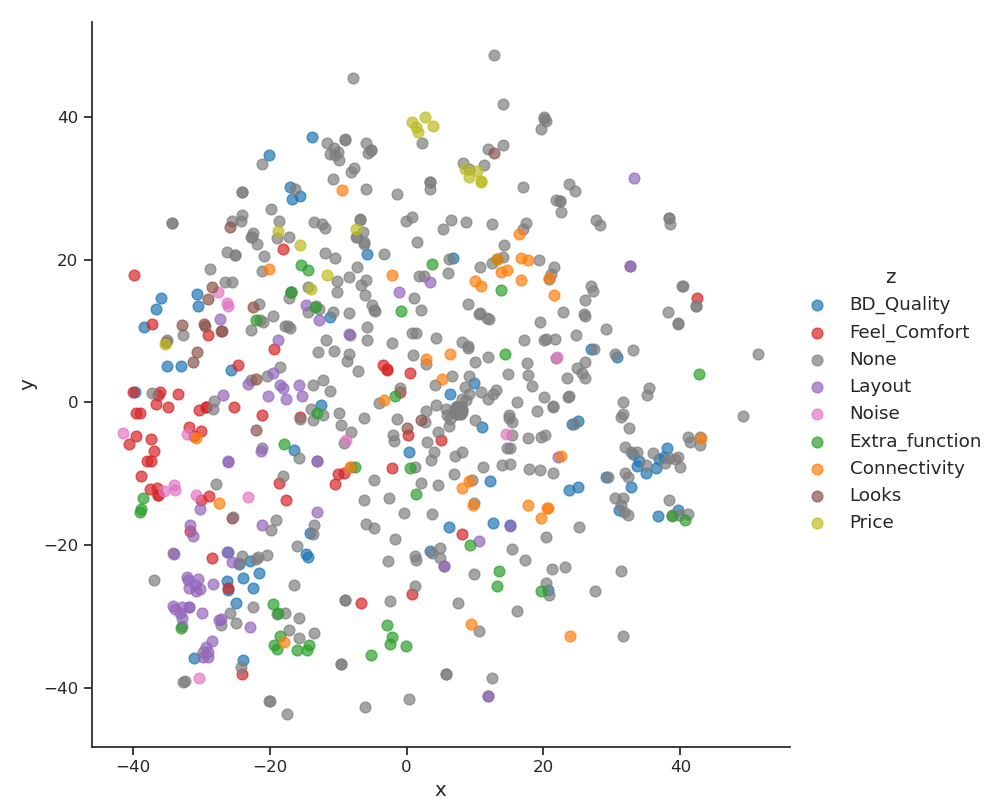 40
20
0
−20
−40
y
−40
−20
0
20
40
x
z
BD_Quality
Feel_Comfort
None
Layout
Noise
Extra_function
Connectivity
Looks
Price